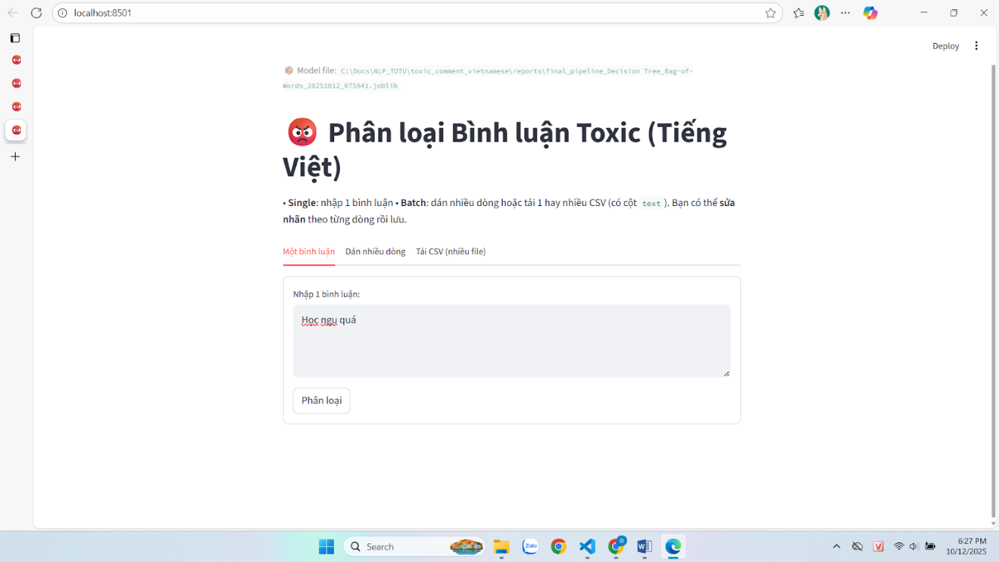 localhost:8501
Deploy
Model file: C:\Docs\NLP_TDTU\toxic_comment_vietnamese\reports\final_pipeline_Decision Tree_Bag-of-
Words_20251012_075841.joblib
Phân loại Bình luận Toxic (Tiếng
Việt)
• Single: nhập 1 bình luận • Batch: dán nhiều dòng hoặc tải 1 hay nhiều CSV (có cột text ). Bạn có thể sửa
nhãn theo từng dòng rồi lưu.
Một bình luận Dán nhiều dòng Tải CSV (nhiều file)
Nhập 1 bình luận:
Học ngu quá
Phân loại
Search
Zalo
D
V
6:27 PM
10/12/2025